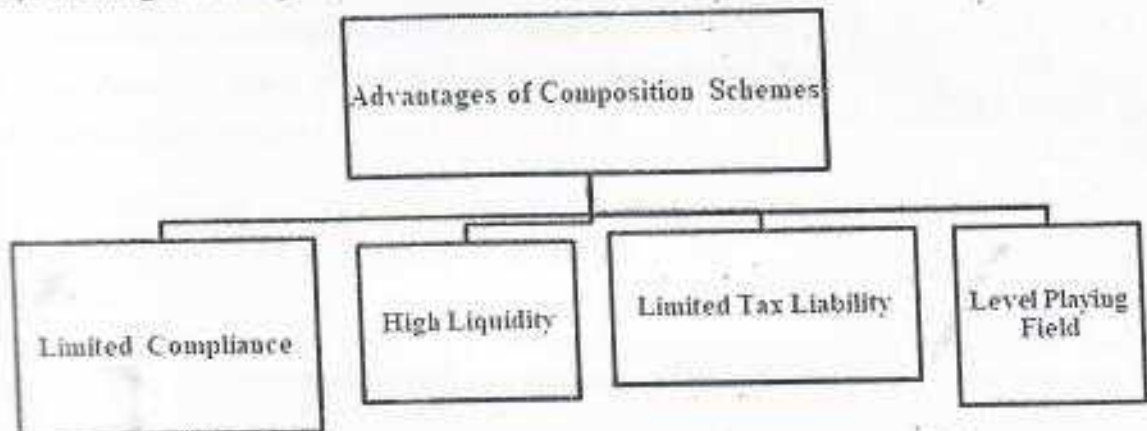 Advantages of Composition Schemes
Limited Compliance
High Liquidity
Limited Tax Liability
Level Playing
Field